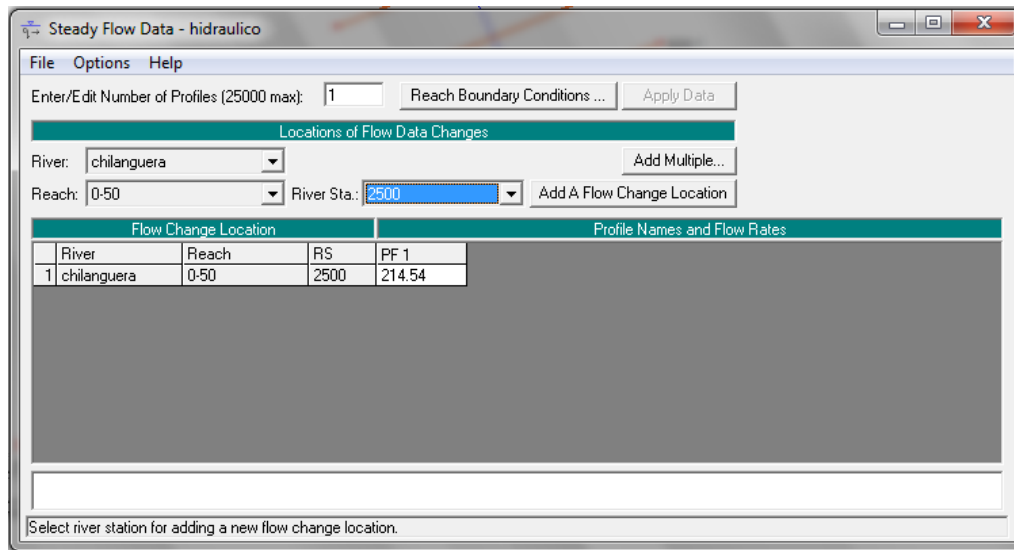 Steady Flow Data - hidraulico
File Options Help
Enter/Edit Number of Profiles (25000 max): 1 Reach Boundary Conditions ... Apply Data
Locations of Flow Data Changes
River: chilanguera Add Multiple...
Reach: 0-50 River Sta.: 2500 Add A Flow Change Location
Flow Change Location Profile Names and Flow Rates
River Reach RS PF 1
1 chilanguera 0-50 2500 214.54
Select river station for adding a new flow change location.